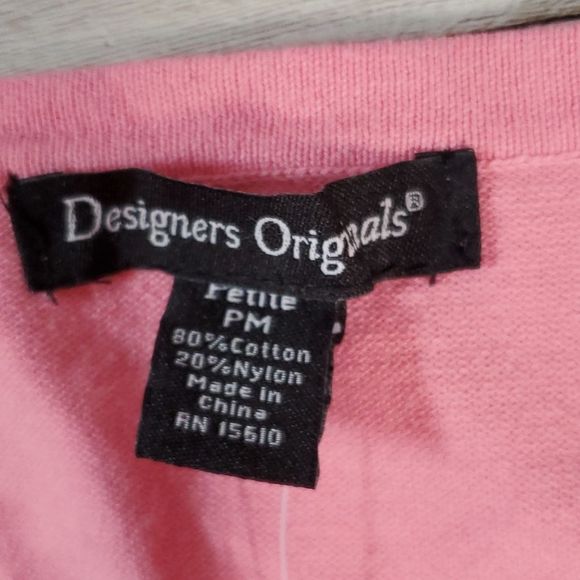 Designers Originals®
Petite
PM
80%Cotton
20%Nylon
Made in
China
RN 15610